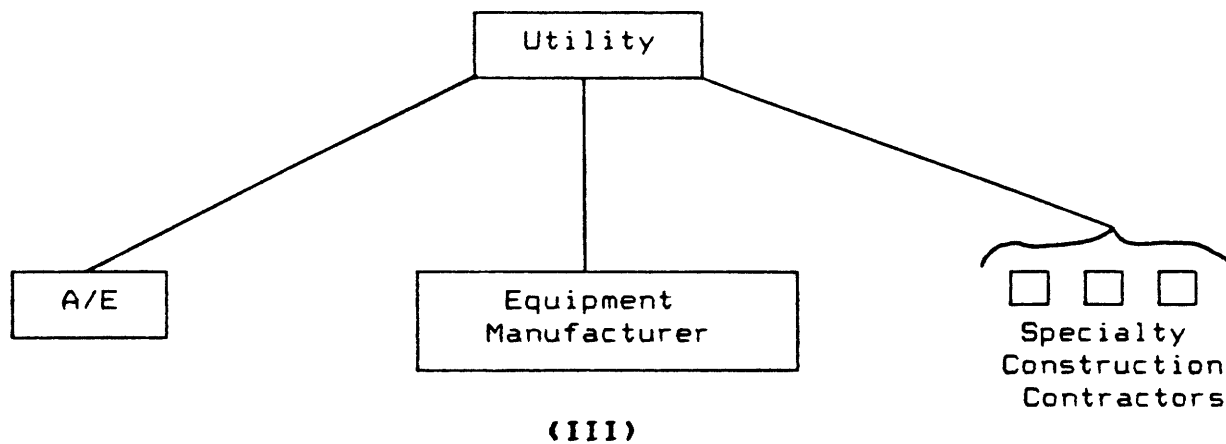 Utility
A/E
Equipment
Manufacturer
Specialty
Construction
Contractors
(III)